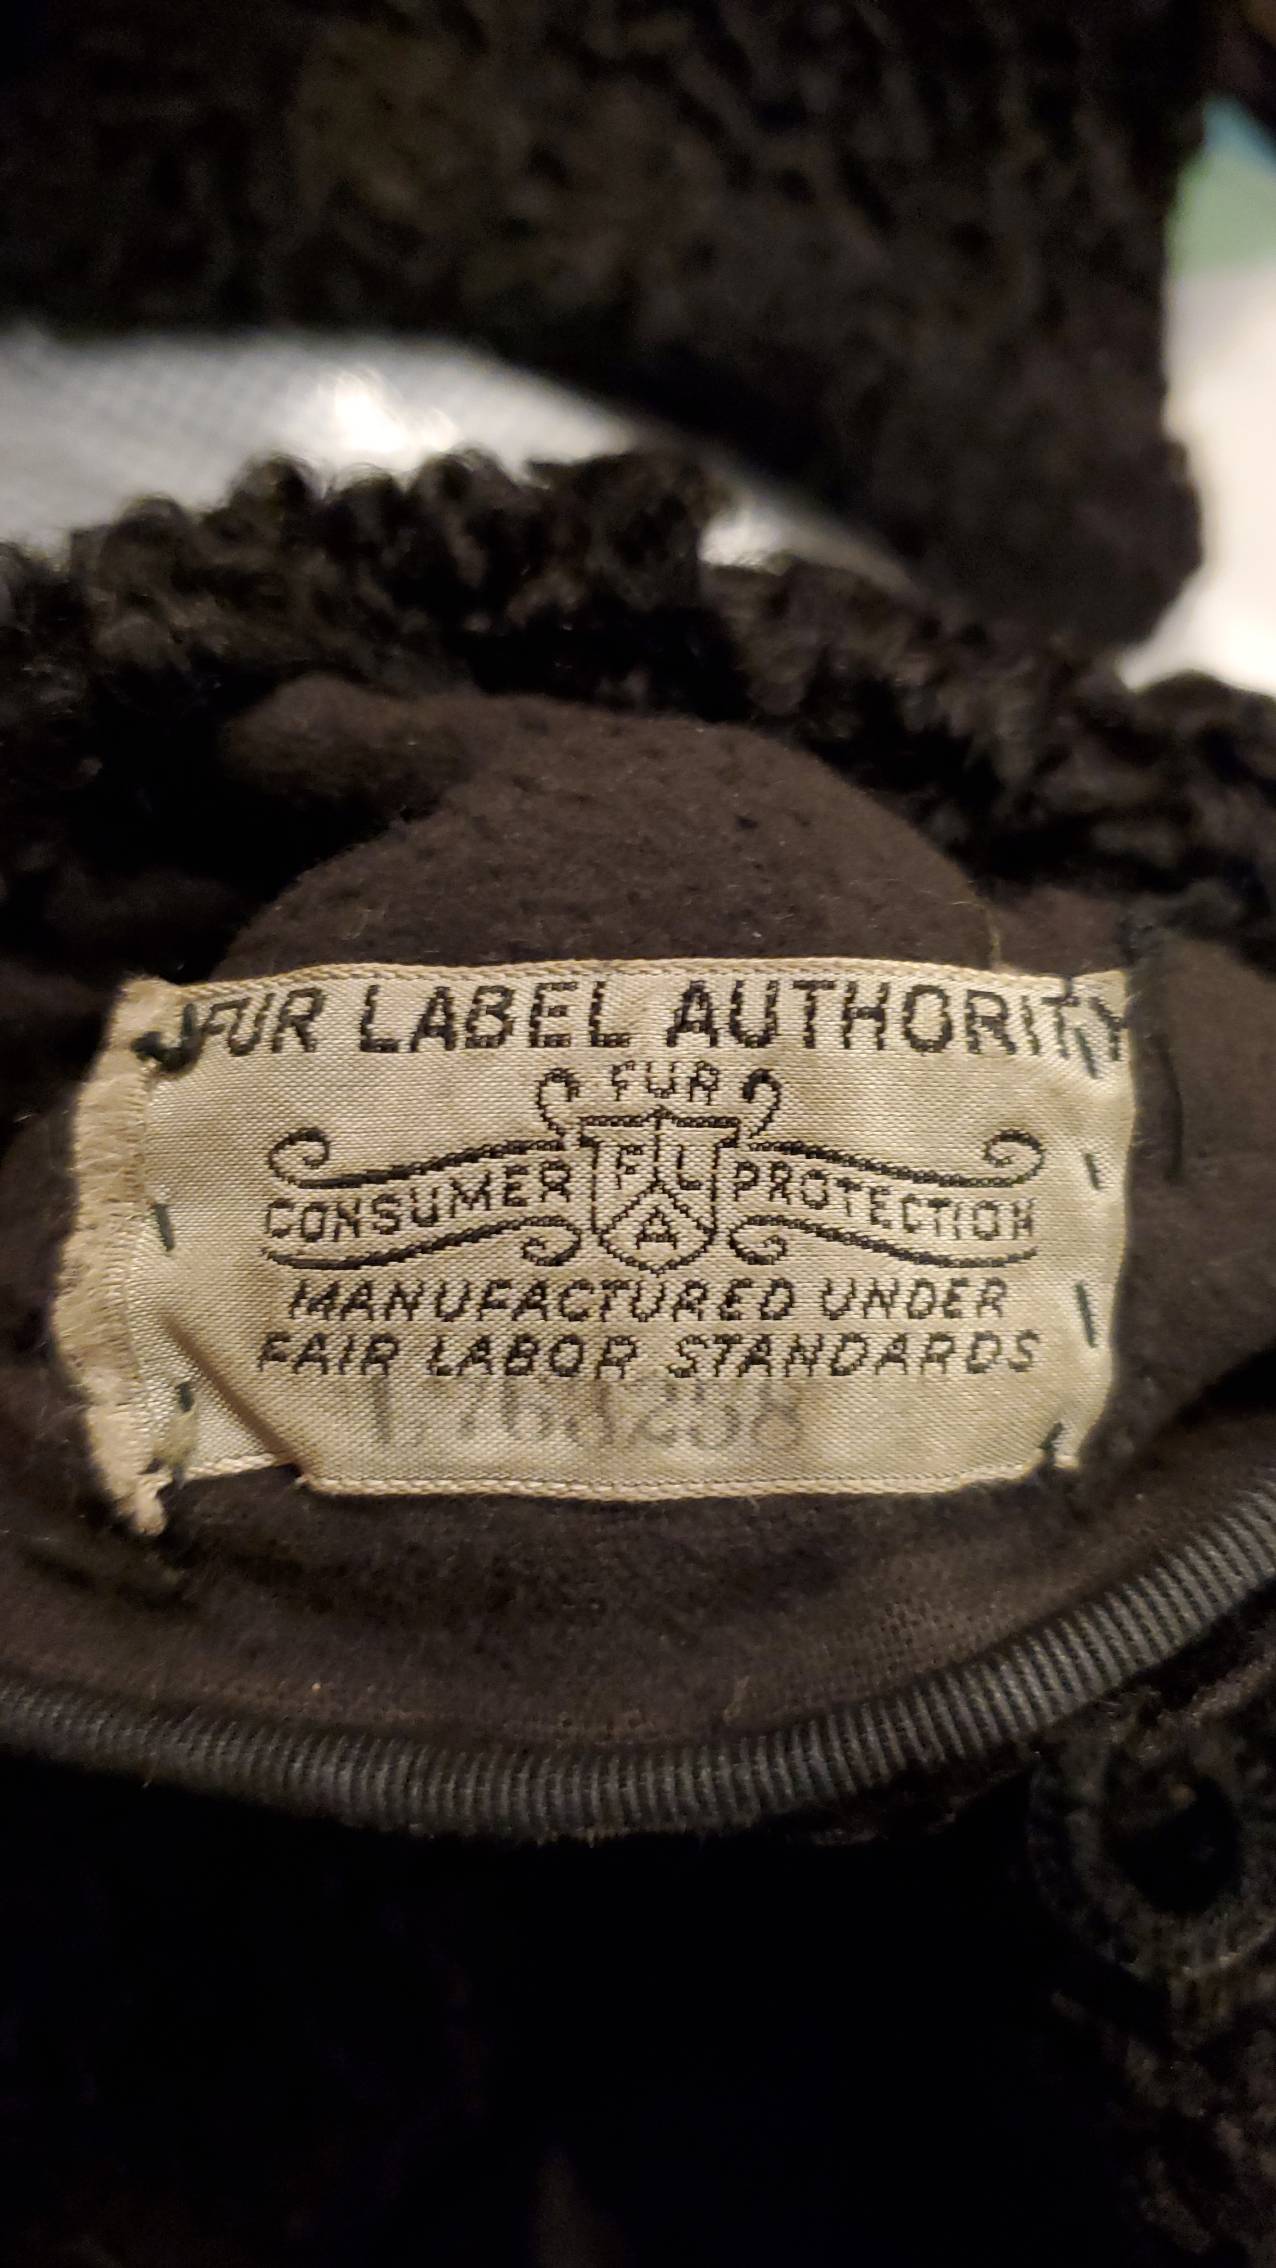 FUR LABEL AUTHORITY
FUR
CONSUMER FLA PROTECTION
MANUFACTURED UNDER
FAIR LABOR STANDARDS